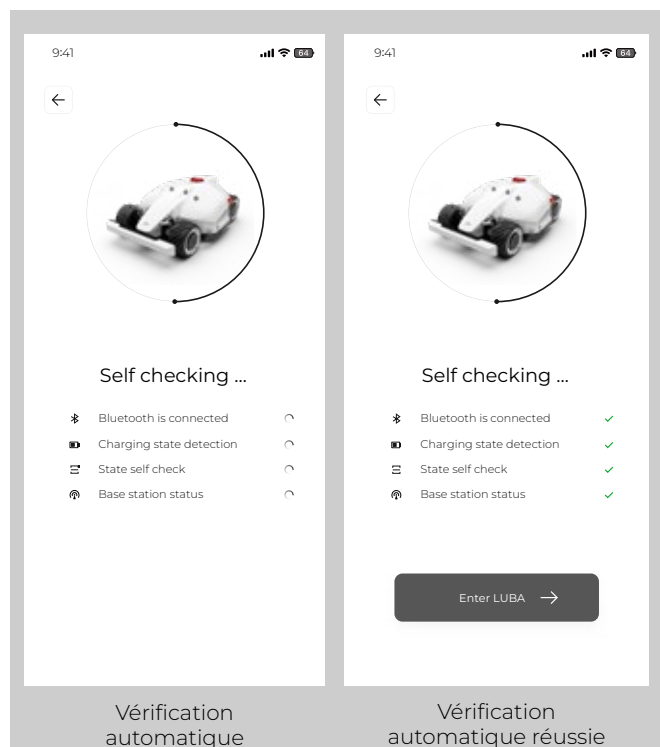 9:41
64
Self checking ...
Bluetooth is connected
Charging state detection
State self check
Base station status
Vérification
automatique
9:41
64
Self checking ...
Bluetooth is connected
Charging state detection
State self check
Base station status
Enter LUBA
Vérification
automatique réussie